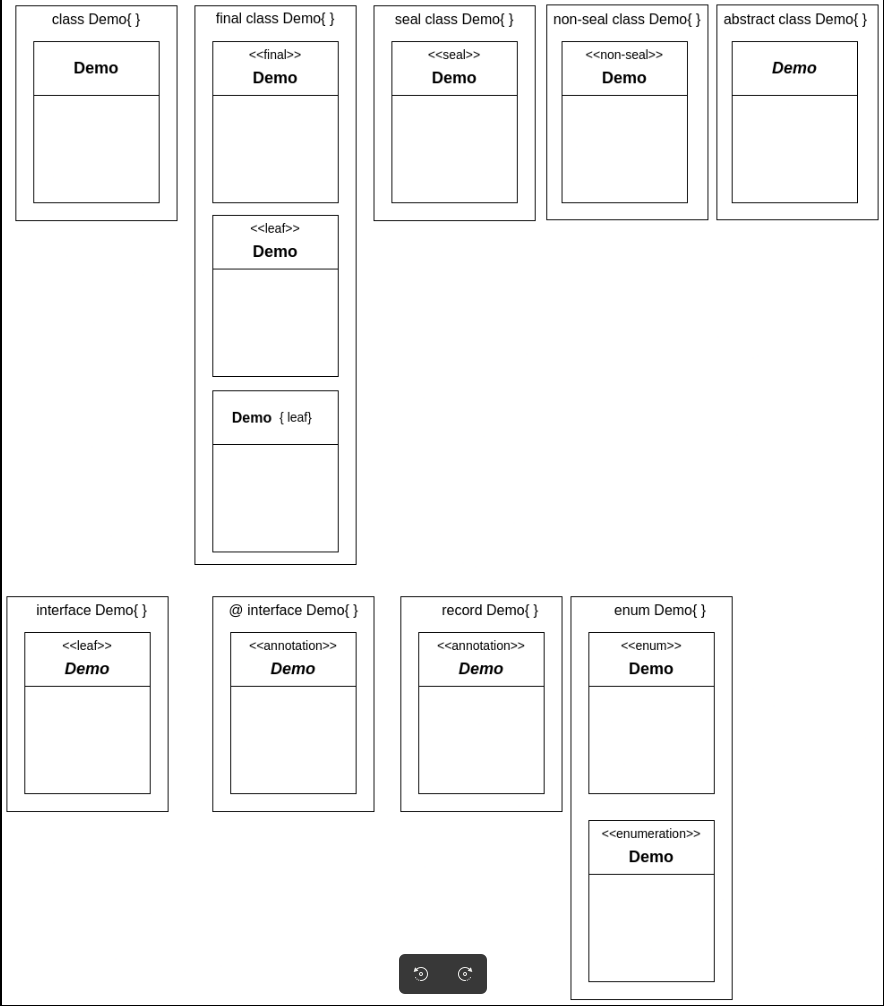 class Demo{ }
Demo
final class Demo{ }
<<final>>
Demo
<<leaf>>
Demo
Demo { leaf}
seal class Demo{ }
<<seal>>
Demo
non-seal class Demo{ }
<<non-seal>>
Demo
abstract class Demo{ }
Demo
interface Demo{ }
<<leaf>>
Demo
@ interface Demo{ }
<<annotation>>
Demo
record Demo{ }
<<annotation>>
Demo
enum Demo{ }
<<enum>>
Demo
<<enumeration>>
Demo